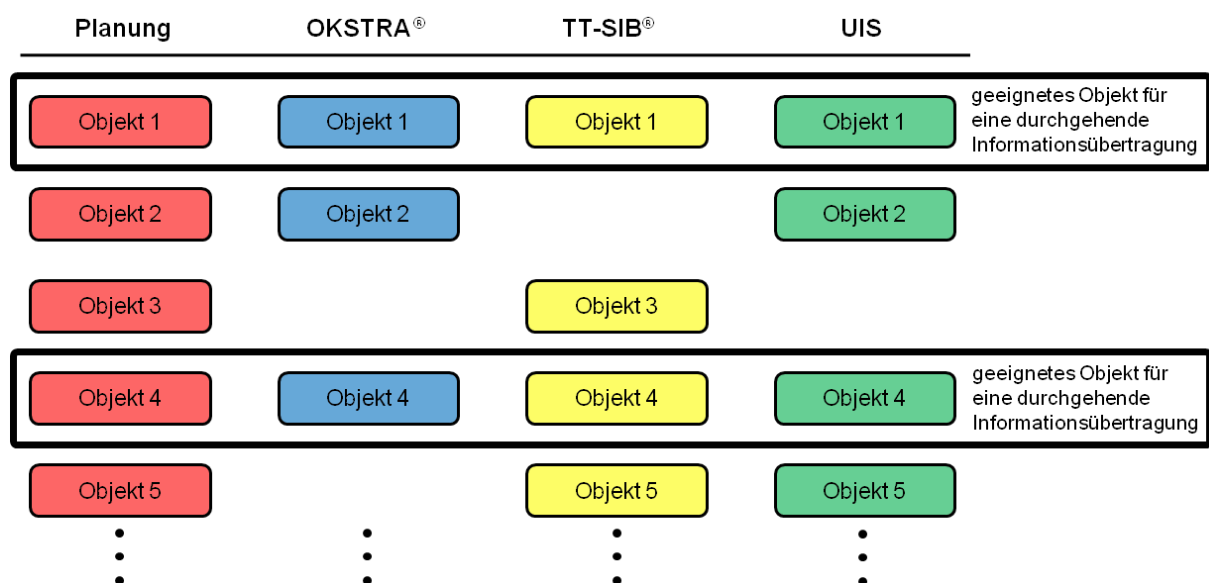 Planung OKSTRA® TT-SIB® UIS
Objekt 1 Objekt 1 Objekt 1 Objekt 1
geeignetes Objekt für
eine durchgehende
Informationsübertragung
Objekt 2 Objekt 2 Objekt 2
Objekt 3 Objekt 3
Objekt 4 Objekt 4 Objekt 4 Objekt 4
geeignetes Objekt für
eine durchgehende
Informationsübertragung
Objekt 5 Objekt 5 Objekt 5